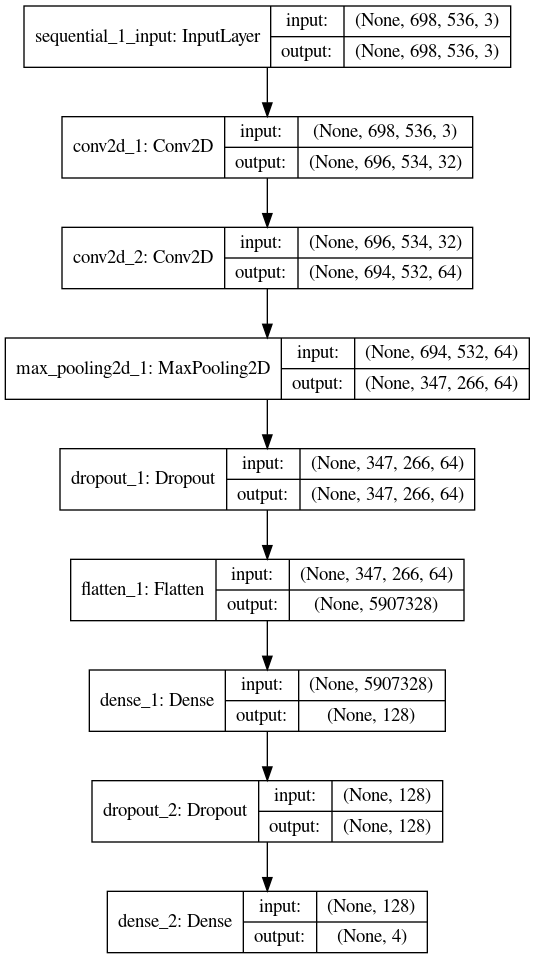 sequential_1_input: InputLayer
input: (None, 698, 536, 3)
output: (None, 698, 536, 3)
conv2d_1: Conv2D
input: (None, 698, 536, 3)
output: (None, 696, 534, 32)
conv2d_2: Conv2D
input: (None, 696, 534, 32)
output: (None, 694, 532, 64)
max_pooling2d_1: MaxPooling2D
input: (None, 694, 532, 64)
output: (None, 347, 266, 64)
dropout_1: Dropout
input: (None, 347, 266, 64)
output: (None, 347, 266, 64)
flatten_1: Flatten
input: (None, 347, 266, 64)
output: (None, 5907328)
dense_1: Dense
input: (None, 5907328)
output: (None, 128)
dropout_2: Dropout
input: (None, 128)
output: (None, 128)
dense_2: Dense
input: (None, 128)
output: (None, 4)